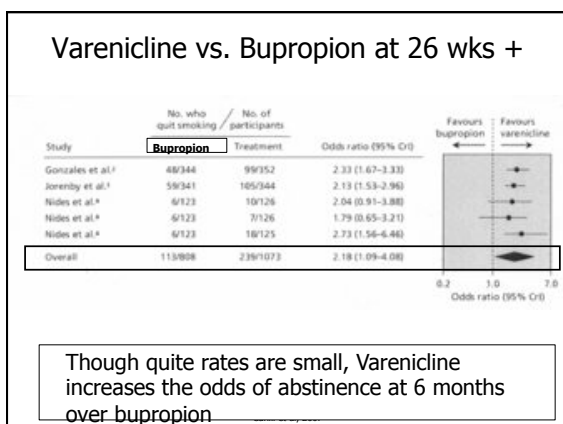 Varenicline vs. Bupropion at 26 wks +
No. who quit smoking / No. of participants
Favours bupropion Favours varenicline
Study Bupropion Treatment Odds ratio (95% CrI)
Gonzales et al. 48/344 99/352 2.33 (1.67–3.33)
Jorenby et al. 59/341 105/344 2.13 (1.53–2.96)
Nides et al. 6/123 10/126 2.04 (0.91–3.88)
Nides et al. 6/123 7/126 1.79 (0.65–3.21)
Nides et al. 6/123 18/125 2.73 (1.56–6.46)
Overall 113/808 239/1073 2.18 (1.09–4.08)
0.2 1.0 7.0
Odds ratio (95% CrI)
Though quite rates are small, Varenicline
increases the odds of abstinence at 6 months
over bupropion